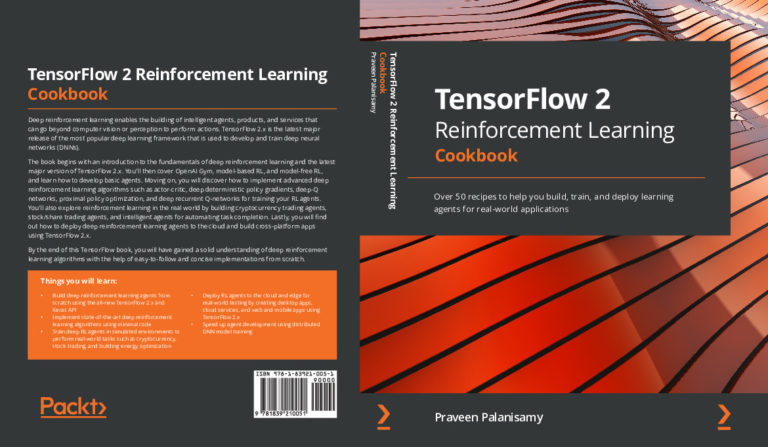 TensorFlow 2 Reinforcement Learning
Cookbook
Deep reinforcement learning enables the building of intelligent agents, products, and services that
can go beyond computer vision or perception to perform actions. TensorFlow 2.x is the latest major
release of the most popular deep learning framework that is used to develop and train deep neural
networks (DNNs).
The book begins with an introduction to the fundamentals of deep reinforcement learning and the latest
major version of TensorFlow 2.x. You'll then cover OpenAI Gym, model-based RL, and model-free RL,
and learn how to develop basic agents. Moving on, you will discover how to implement advanced deep
reinforcement learning algorithms such as actor-critic, deep deterministic policy gradients, deep-Q
networks, proximal policy optimization, and deep recurrent Q-networks for training your RL agents.
You'll also explore reinforcement learning in the real world by building cryptocurrency trading agents,
stock/share trading agents, and intelligent agents for automating task completion. Lastly, you will find
out how to deploy deep reinforcement learning agents to the cloud and build cross-platform apps
using TensorFlow 2.x.
By the end of this TensorFlow book, you will have gained a solid understanding of deep reinforcement
learning algorithms with the help of easy-to-follow and concise implementations from scratch.
Things you will learn:
• Build deep reinforcement learning agents from
scratch using the all-new TensorFlow 2.x and
Keras API
• Implement state-of-the-art deep reinforcement
learning algorithms using minimal code
• Train deep RL agents in simulated environments to
perform real-world tasks such as cryptocurrency,
stock trading, and building energy optimization
• Deploy RL agents to the cloud and edge for
real-world testing by creating desktop apps,
cloud services, and web and mobile apps using
TensorFlow 2.x
• Speed up agent development using distributed
DNN model training
Packt>
ISBN 978-1-83921-005-1
90000
9 781839 210051
TensorFlow 2 Reinforcement Learning
Cookbook
Praveen Palanisamy
TensorFlow 2
Reinforcement Learning
Cookbook
Over 50 recipes to help you build, train, and deploy learning
agents for real-world applications
Praveen Palanisamy